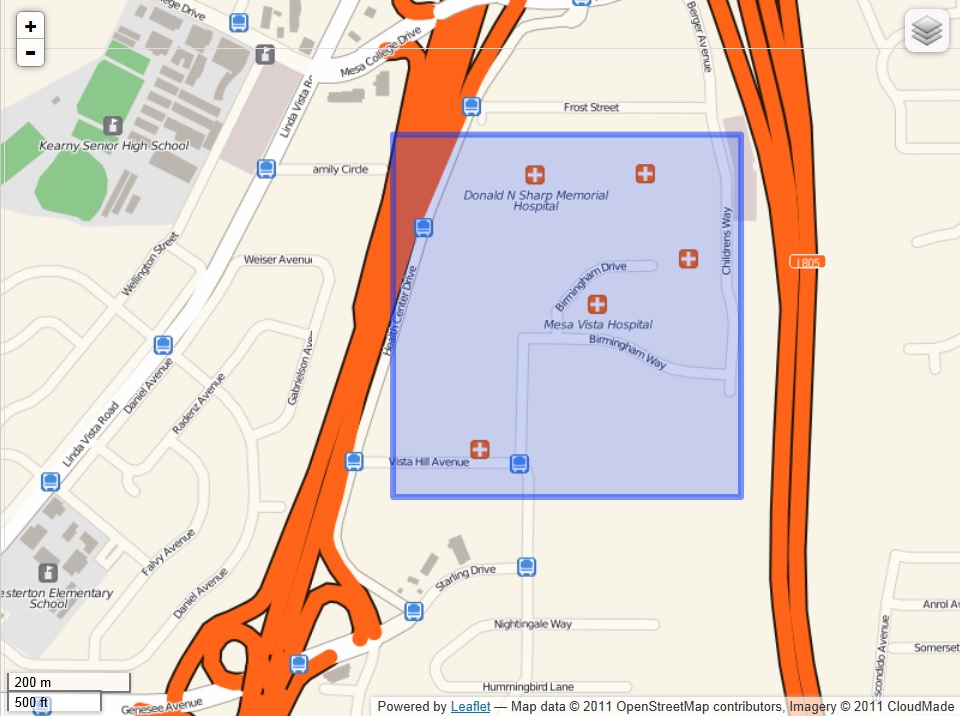 +
-
ege Drive
Mesa College Drive
Berger Avenue
Linda Vista Ro
Frost Street
Kearny Senior High School
amily Circle
Donald N Sharp Memorial
Hospital
Childrens Way
Wellington Street
Weiser Avenu
I 805
Birmingham Drive
Health Center Drive
Mesa Vista Hospital
Birmingham Way
Gabrielson Ave
Daniel Avenue
Radenz Avenue
Linda Vista Road
Vista Hill Avenue
Falvy Avenue
Starling Drive
Daniel Avenue
esterton Elementary
School
Nightingale Way
Anrol Av
Somerset
scondido Avenue
Hummingbird Lane
200 m
500 ft
Genesee Avenue
Powered by Leaflet — Map data © 2011 OpenStreetMap contributors, Imagery © 2011 CloudMade